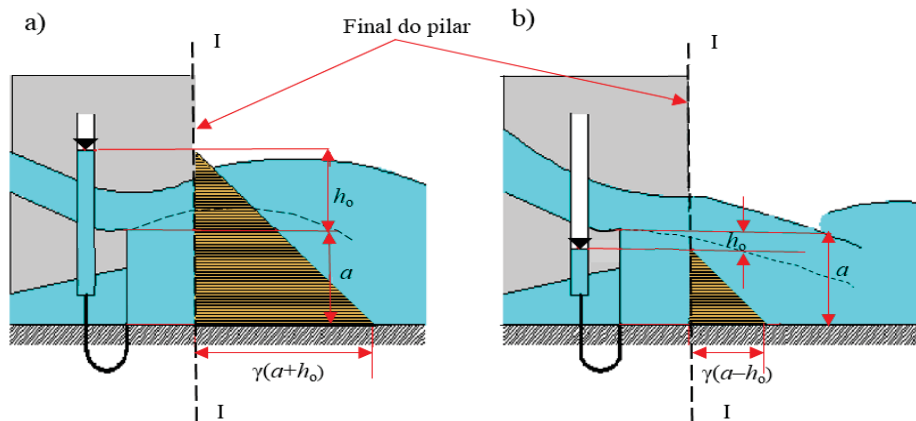 a)
I
Final do pilar
b)
I
hₒ
a
γ(a+hₒ)
I
hₒ
a
γ(a–hₒ)
I